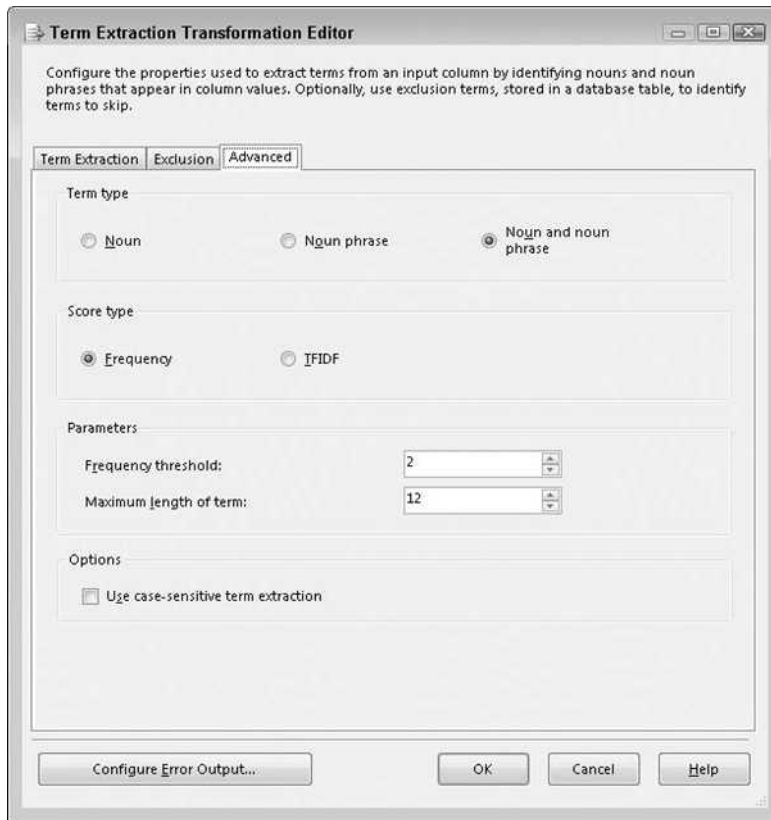 Term Extraction Transformation Editor
Configure the properties used to extract terms from an input column by identifying nouns and noun
phrases that appear in column values. Optionally, use exclusion terms, stored in a database table, to identify
terms to skip.
Term Extraction Exclusion Advanced
Term type
Noun Noun phrase Noun and noun
phrase
Score type
Frequency TFIDF
Parameters
Frequency threshold: 2
Maximum length of term: 12
Options
Use case-sensitive term extraction
Configure Error Output... OK Cancel Help